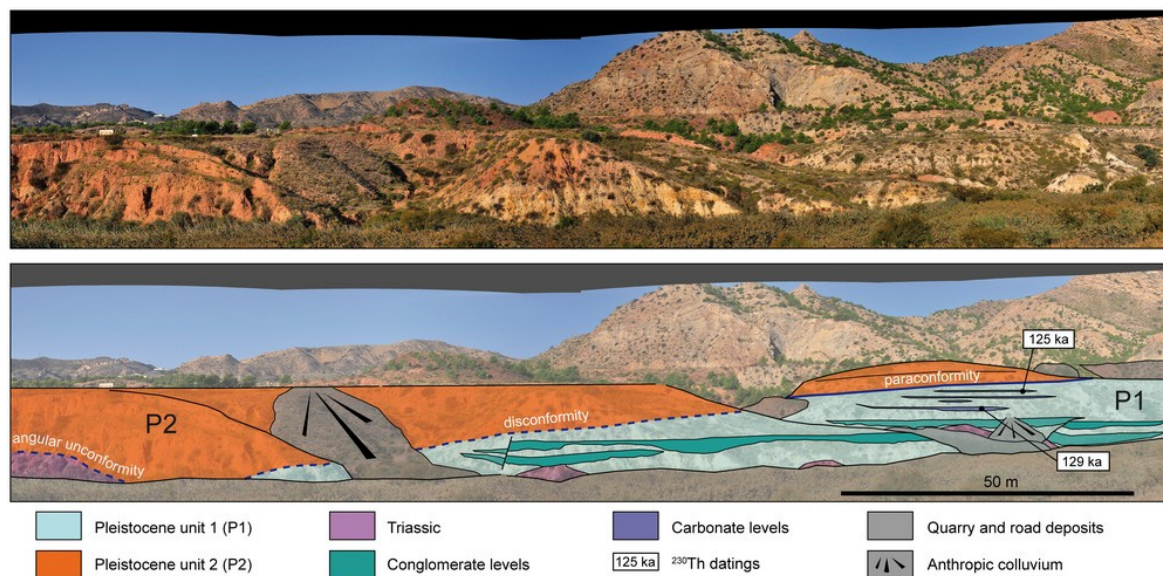 125 ka
paraconformity
P1
P2
disconformity
angular unconformity
129 ka
50 m
Pleistocene unit 1 (P1)
Triassic
Carbonate levels
Quarry and road deposits
Pleistocene unit 2 (P2)
Conglomerate levels
125 ka
²³⁰Th datings
Anthropic colluvium